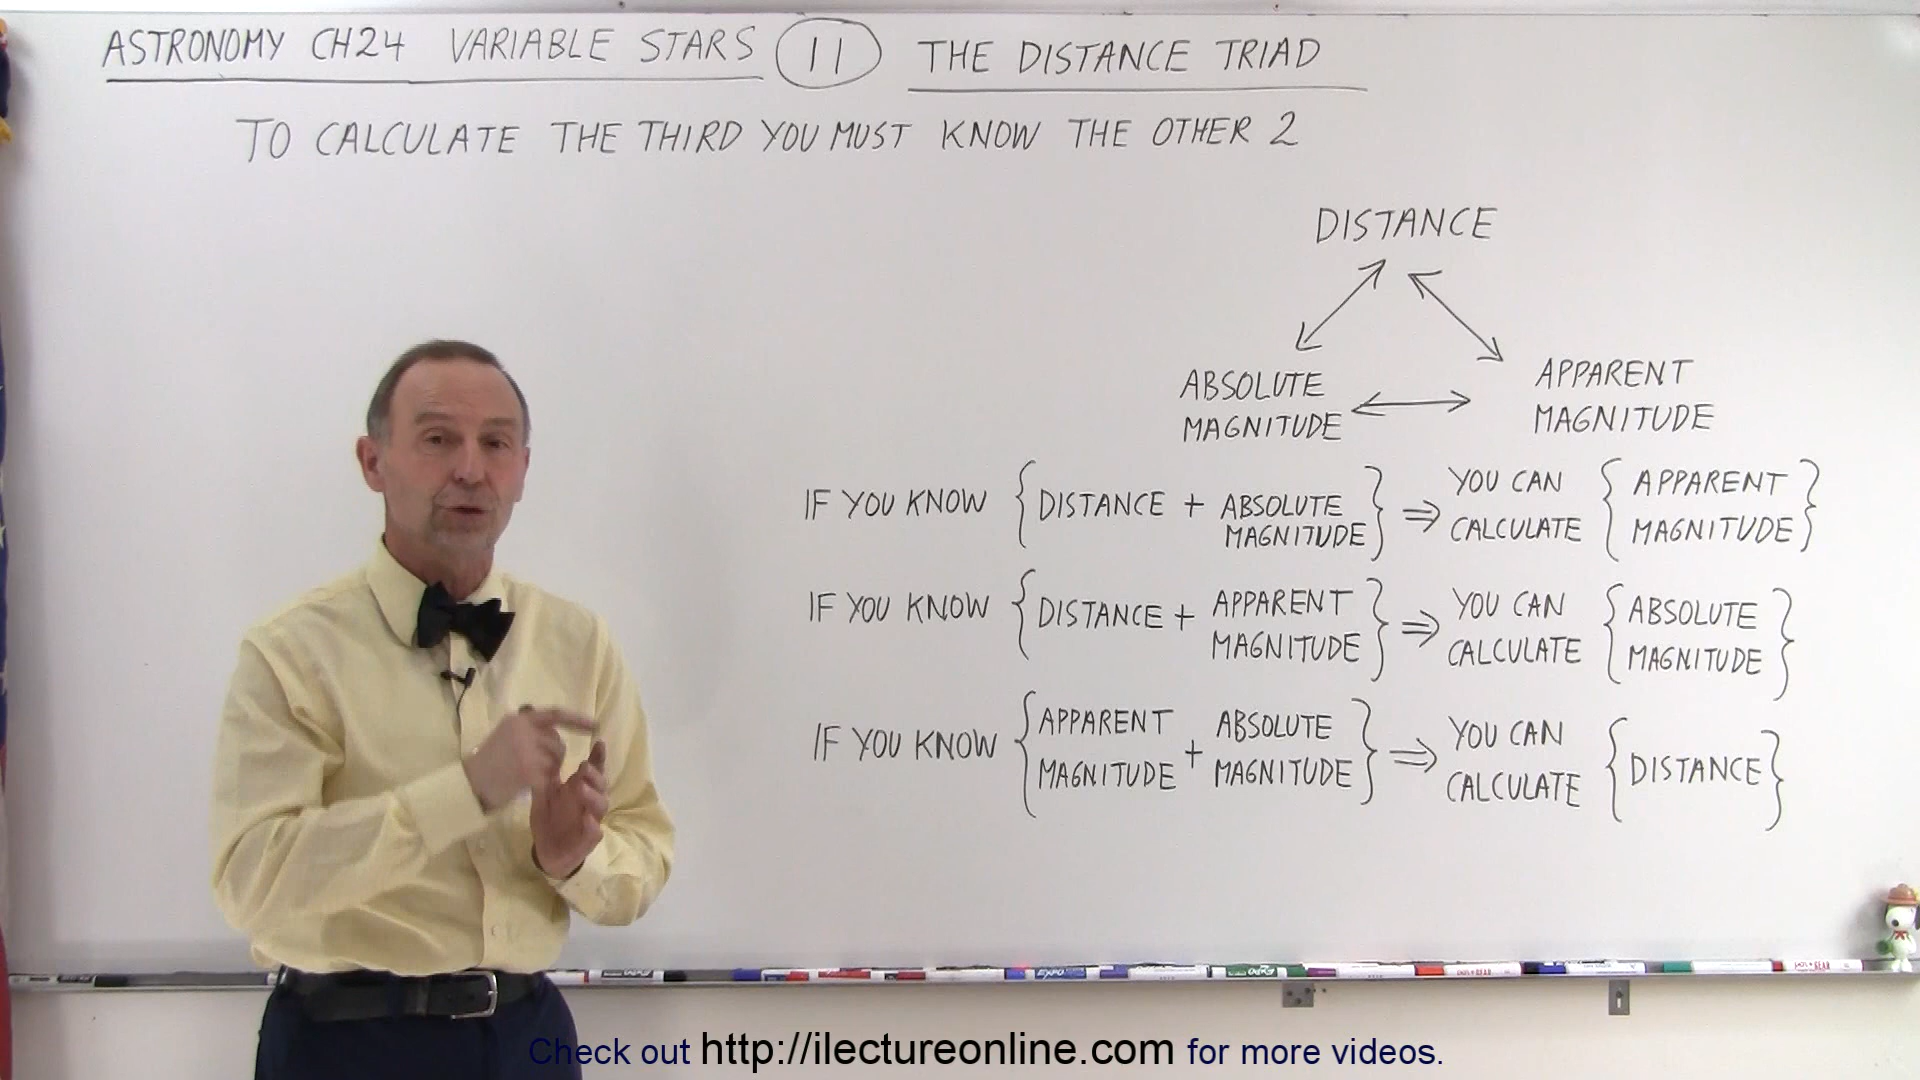 ASTRONOMY CH24 VARIABLE STARS 11 THE DISTANCE TRIAD
TO CALCULATE THE THIRD YOU MUST KNOW THE OTHER 2
DISTANCE
ABSOLUTE
MAGNITUDE
APPARENT
MAGNITUDE
IF YOU KNOW { DISTANCE + ABSOLUTE MAGNITUDE } ⇒ YOU CAN CALCULATE { APPARENT MAGNITUDE }
IF YOU KNOW { DISTANCE + APPARENT MAGNITUDE } ⇒ YOU CAN CALCULATE { ABSOLUTE MAGNITUDE }
IF YOU KNOW { APPARENT MAGNITUDE + ABSOLUTE MAGNITUDE } ⇒ YOU CAN CALCULATE { DISTANCE }
EXPO
Check out http://ilectureonline.com for more videos.